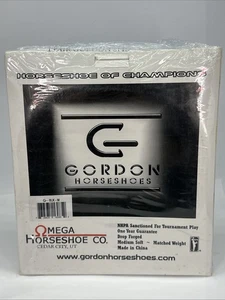 HORSESHOE OF CHAMPIONS
GORDON
HORSESHOES
OMEGA
HORSESHOE CO.
CEDAR CITY, UT
NHPA Sanctioned For Tournament Play
One Year Guarantee
Drop Forged
Medium Soft - Matched Weight
Made in China
www.gordonhorseshoes.com